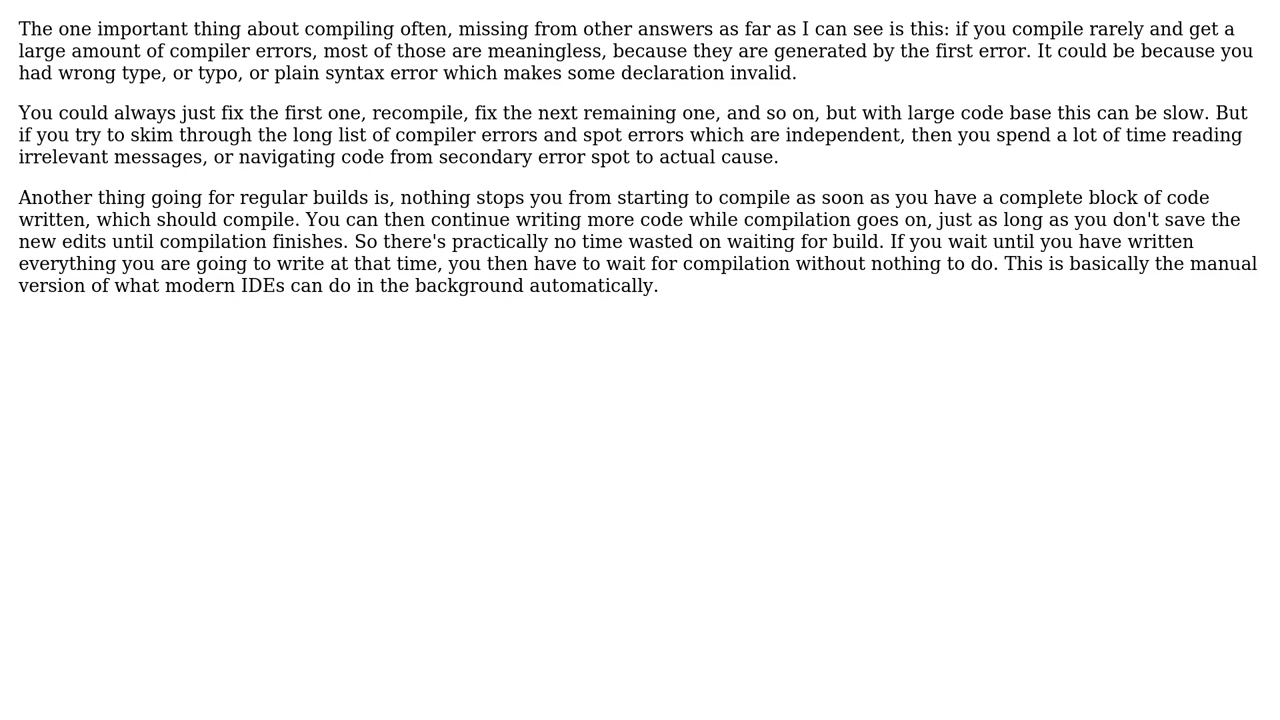 The one important thing about compiling often, missing from other answers as far as I can see is this: if you compile rarely and get a
large amount of compiler errors, most of those are meaningless, because they are generated by the first error. It could be because you
had wrong type, or typo, or plain syntax error which makes some declaration invalid.
You could always just fix the first one, recompile, fix the next remaining one, and so on, but with large code base this can be slow. But
if you try to skim through the long list of compiler errors and spot errors which are independent, then you spend a lot of time reading
irrelevant messages, or navigating code from secondary error spot to actual cause.
Another thing going for regular builds is, nothing stops you from starting to compile as soon as you have a complete block of code
written, which should compile. You can then continue writing more code while compilation goes on, just as long as you don't save the
new edits until compilation finishes. So there's practically no time wasted on waiting for build. If you wait until you have written
everything you are going to write at that time, you then have to wait for compilation without nothing to do. This is basically the manual
version of what modern IDEs can do in the background automatically.